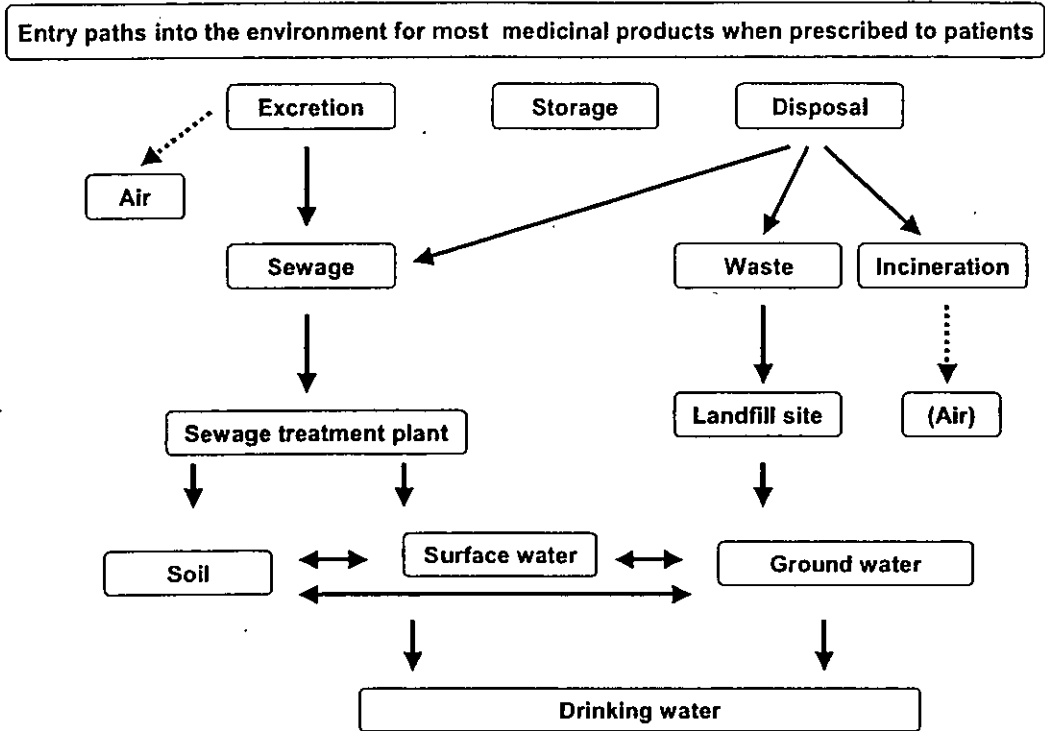 Entry paths into the environment for most medicinal products when prescribed to patients
Excretion
Storage
Disposal
Air
Sewage
Waste
Incineration
Sewage treatment plant
Landfill site
(Air)
Soil
Surface water
Ground water
Drinking water